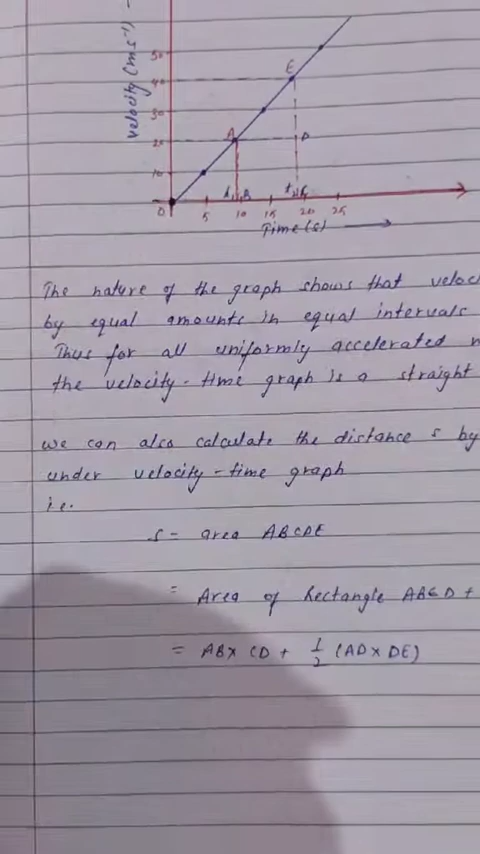 velocity (ms⁻¹)
50
40
30
20
10
0
E
A
D
B
5
10
15
20
25
Time (s)
The nature of the graph shows that veloc
by equal amounts in equal intervals
Thus for all uniformly accelerated
the velocity-time graph is a straight
we can also calculate the distance s by
under velocity-time graph
i.e.
s = area ABCDE
= Area of Rectangle ABCD +
= AB x CD + 1/2 (AD x DE)